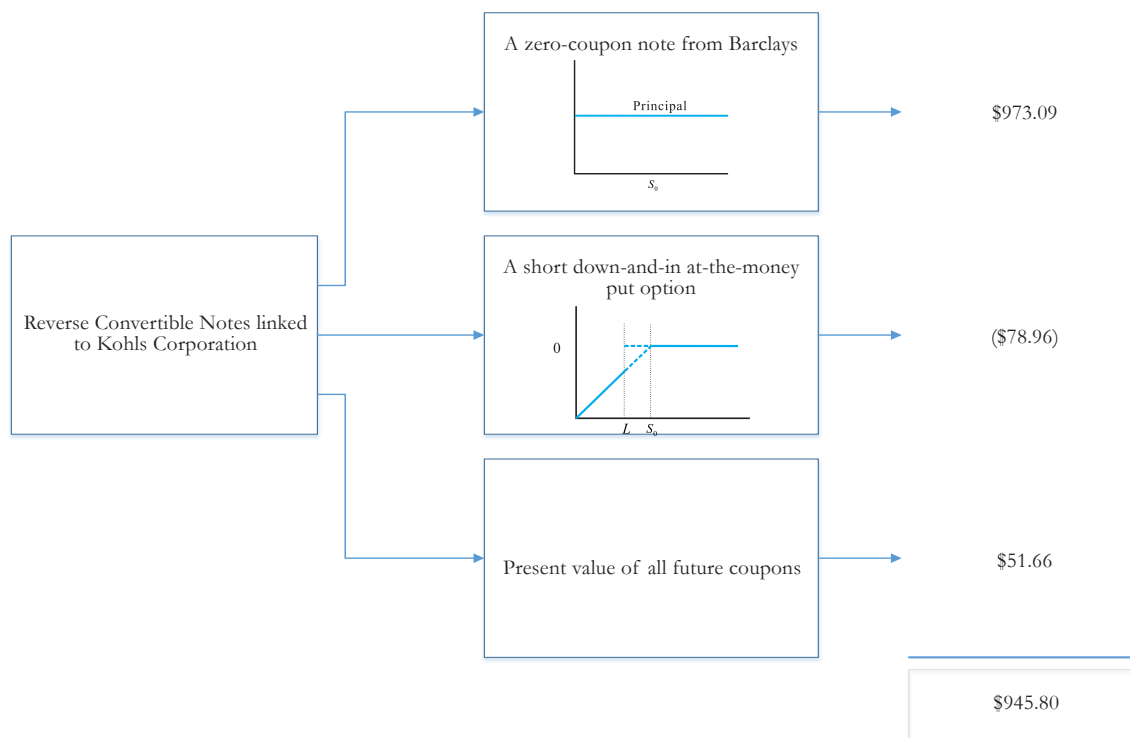 A zero-coupon note from Barclays
Principal
S₀
$973.09
Reverse Convertible Notes linked
to Kohls Corporation
A short down-and-in at-the-money
put option
0
L S₀
($78.96)
Present value of all future coupons
$51.66
$945.80